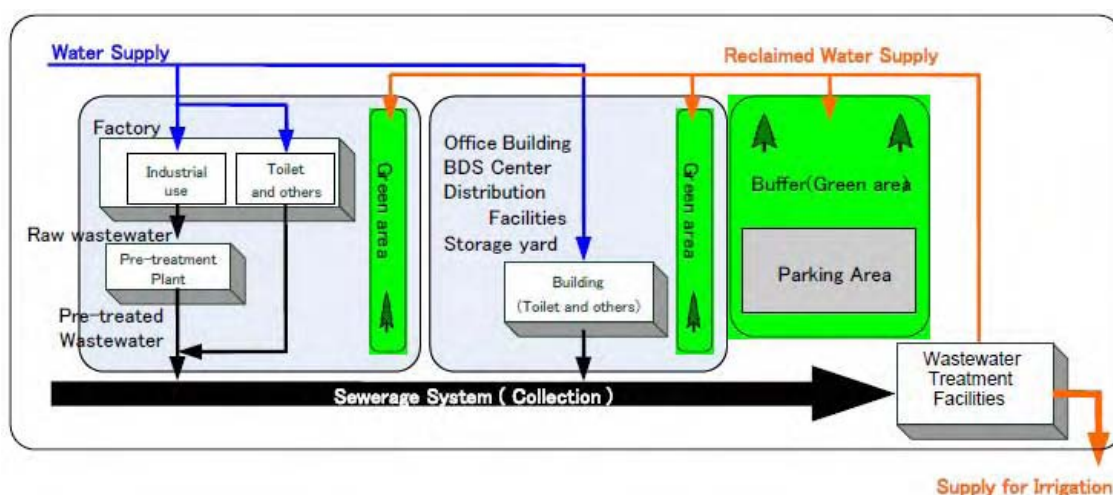 Water Supply
Reclaimed Water Supply
Factory
Industrial
use
Toilet
and others
Raw wastewater
Pre-treatment
Plant
Pre-treated
Wastewater
Green area
Office Building
BDS Center
Distribution
Facilities
Storage yard
Building
(Toilet and others)
Green area
Buffer(Green area)
Parking Area
Sewerage System ( Collection )
Wastewater
Treatment
Facilities
Supply for Irrigation